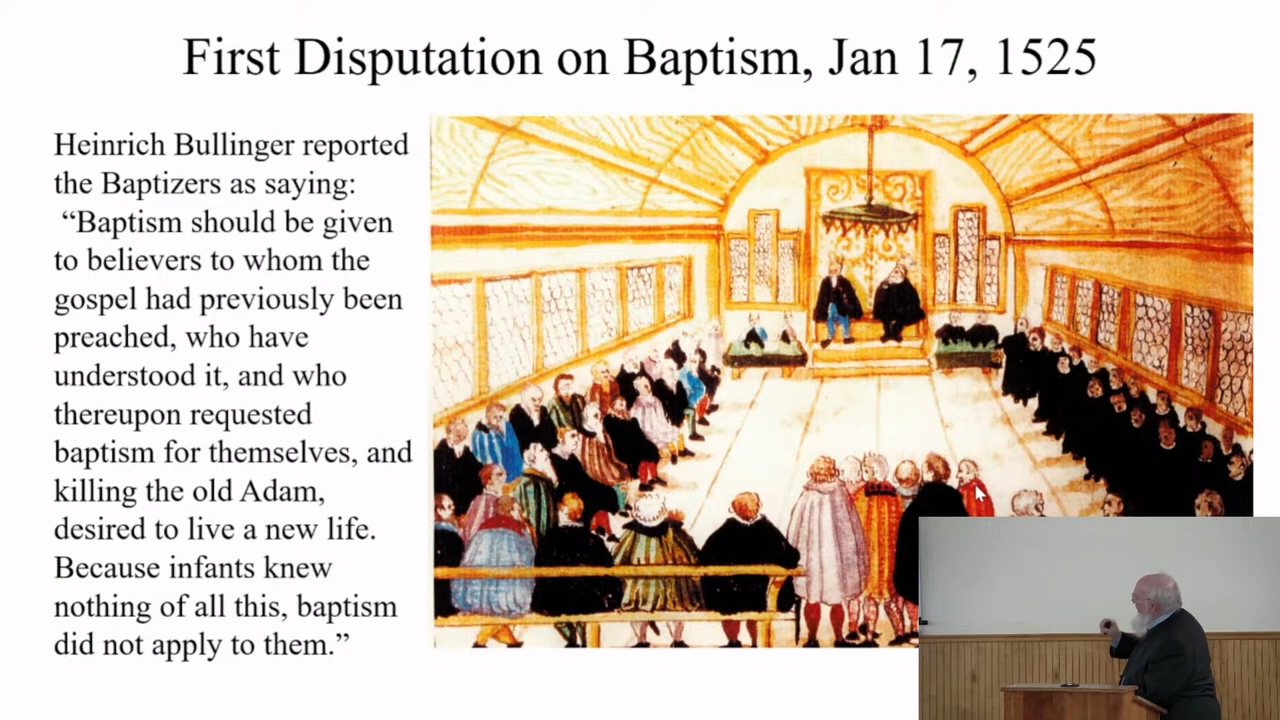 First Disputation on Baptism, Jan 17, 1525
Heinrich Bullinger reported
the Baptizers as saying:
“Baptism should be given
to believers to whom the
gospel had previously been
preached, who have
understood it, and who
thereupon requested
baptism for themselves, and
killing the old Adam,
desired to live a new life.
Because infants knew
nothing of all this, baptism
did not apply to them.”